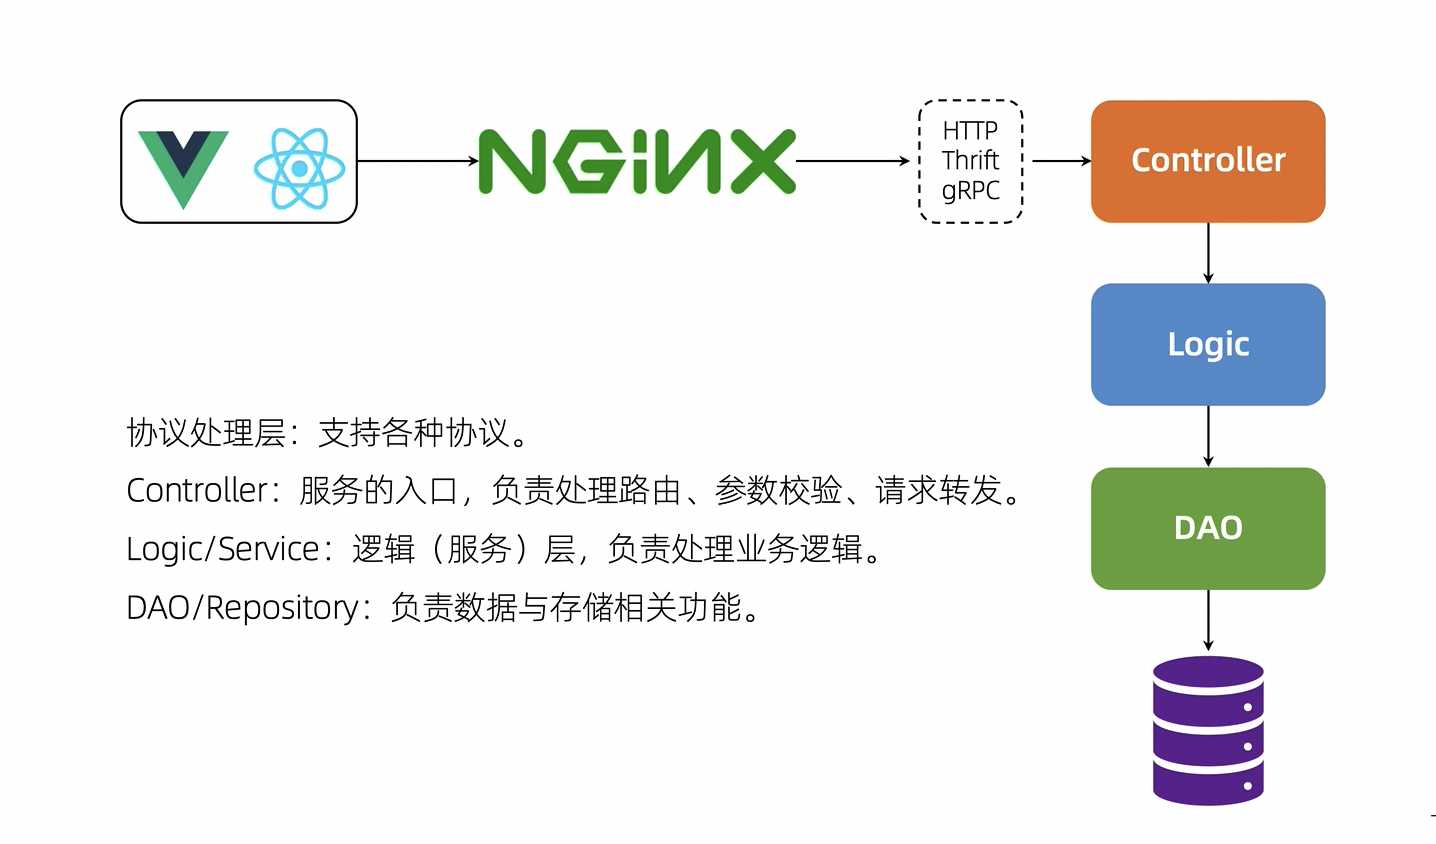 NGINX
HTTP
Thrift
gRPC
Controller
Logic
DAO
协议处理层：支持各种协议。
Controller：服务的入口，负责处理路由、参数校验、请求转发。
Logic/Service：逻辑（服务）层，负责处理业务逻辑。
DAO/Repository：负责数据与存储相关功能。